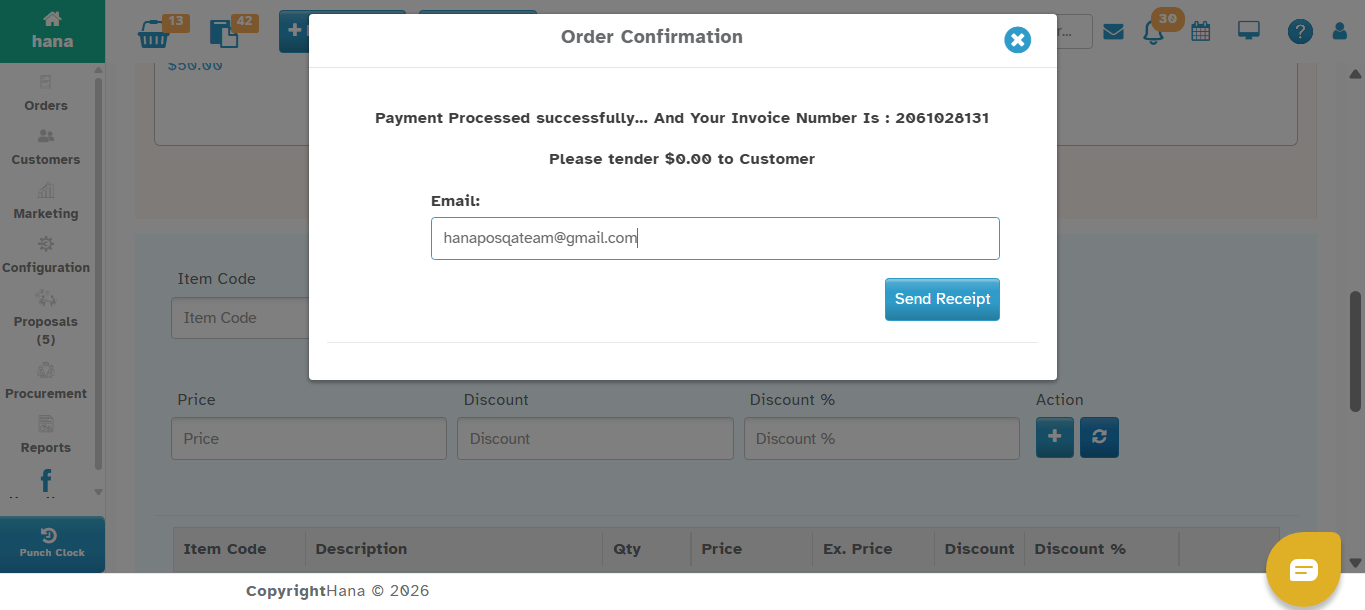 hana
13
42
Order Confirmation
r...
30
$50.00
Orders
Customers
Marketing
Configuration
Proposals
(5)
Procurement
Reports
Punch Clock
Payment Processed successfully... And Your Invoice Number Is : 2061028131
Please tender $0.00 to Customer
Email:
hanaposqateam@gmail.com
Send Receipt
Item Code
Item Code
Price
Discount
Discount %
Action
Price
Discount
Discount %
Item Code
Description
Qty
Price
Ex. Price
Discount
Discount %
CopyrightHana © 2026